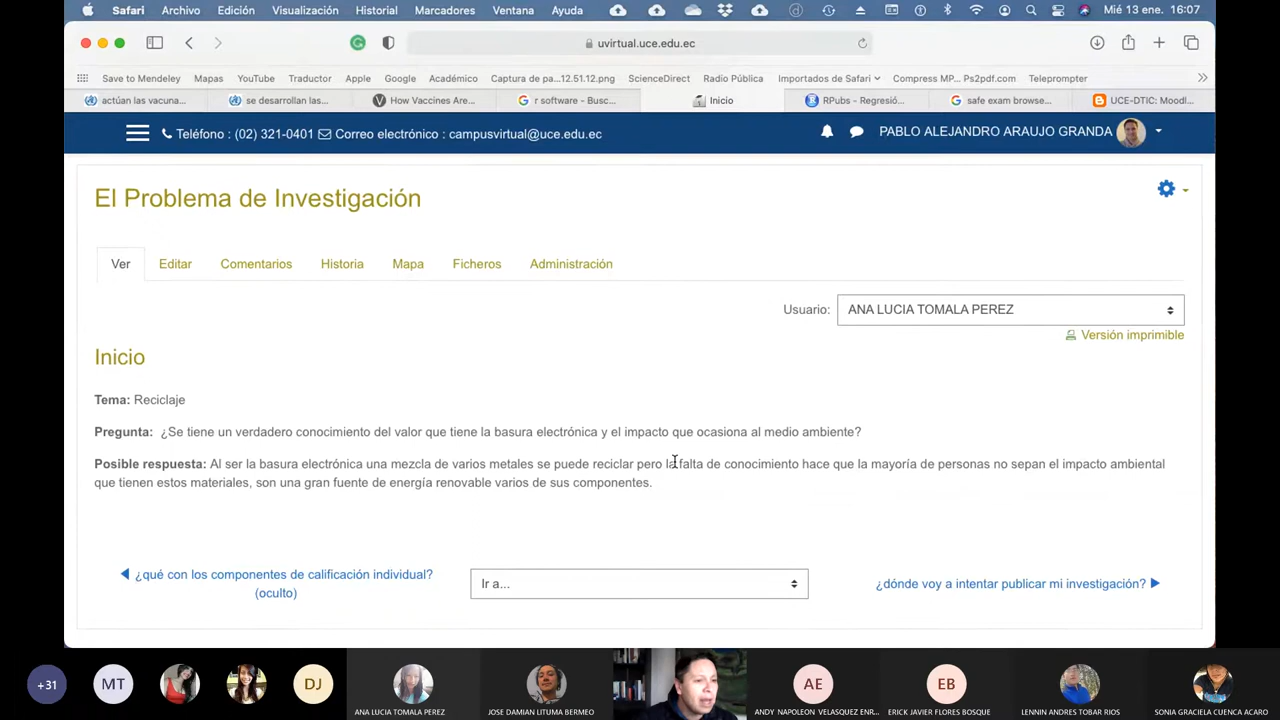 Safari Archivo Edición Visualización Historial Marcadores Ventana Ayuda Mié 13 ene. 16:07
uvirtual.uce.edu.ec
Save to Mendeley Mapas YouTube Traductor Apple Google Académico Captura de pa...12.51.12.png ScienceDirect Radio Pública Importados de Safari Compress MP... Ps2pdf.com Teleprompter
actúan las vacuna... se desarrollan las... How Vaccines Are... r software - Busc... Inicio RPubs - Regresió... safe exam browse... UCE-DTIC: Moodl...
Teléfono : (02) 321-0401 Correo electrónico : campusvirtual@uce.edu.ec PABLO ALEJANDRO ARAUJO GRANDA
El Problema de Investigación
Ver Editar Comentarios Historia Mapa Ficheros Administración
Usuario: ANA LUCIA TOMALA PEREZ
Versión imprimible
Inicio
Tema: Reciclaje
Pregunta: ¿Se tiene un verdadero conocimiento del valor que tiene la basura electrónica y el impacto que ocasiona al medio ambiente?
Posible respuesta: Al ser la basura electrónica una mezcla de varios metales se puede reciclar pero la falta de conocimiento hace que la mayoría de personas no sepan el impacto ambiental
que tienen estos materiales, son una gran fuente de energía renovable varios de sus componentes.
¿qué con los componentes de calificación individual?
(oculto)
Ir a...
¿dónde voy a intentar publicar mi investigación?
+31 MT DJ AE EB
ANA LUCIA TOMALA PEREZ JOSE DAMIAN LITUMA BERMEO ANDY NAPOLEON VELASQUEZ ENR... ERICK JAVIER FLORES BOSQUE LENNIN ANDRES TOBAR RIOS SONIA GRACIELA CUENCA ACARO